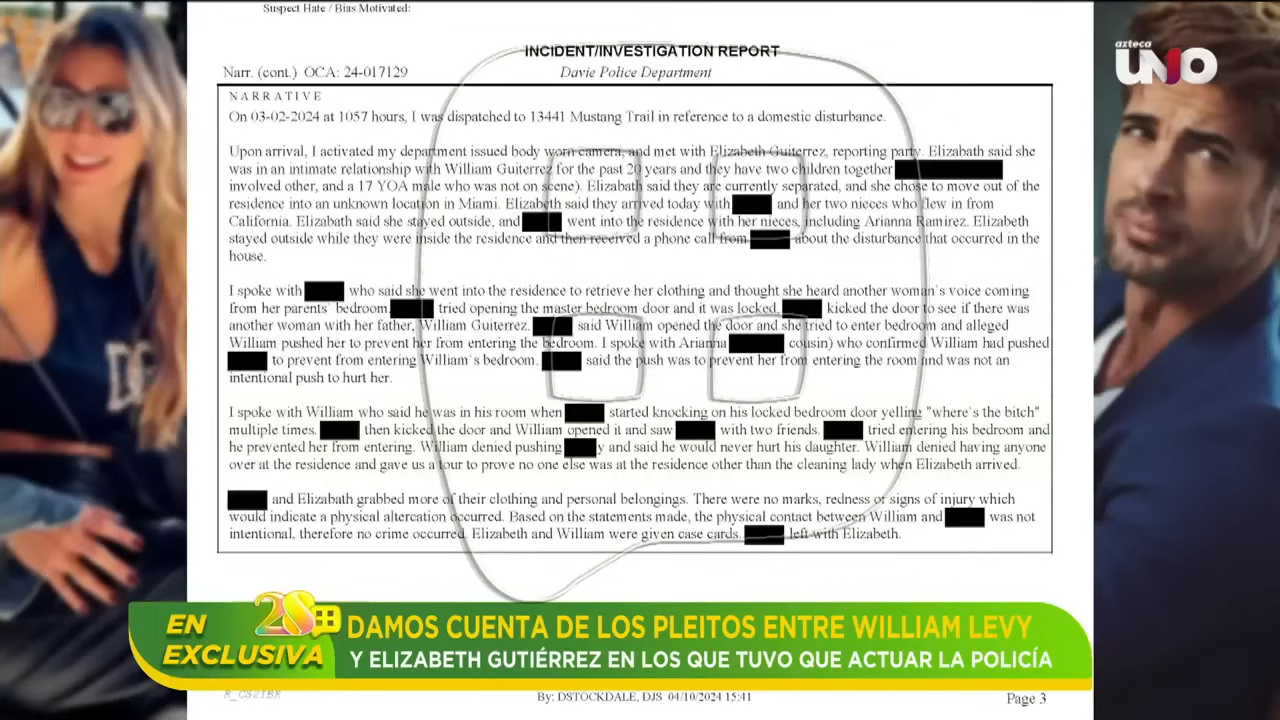 Suspect Hate / Bias Motivated:
azteca
UNO
INCIDENT/INVESTIGATION REPORT
Narr. (cont.) OCA: 24-017129 Davie Police Department
NARRATIVE
On 03-02-2024 at 1057 hours, I was dispatched to 13441 Mustang Trail in reference to a domestic disturbance.
Upon arrival, I activated my department issued body worn camera, and met with Elizabeth Guiterrez, reporting party. Elizabath said she
was in an intimate relationship with William Guiterrez for the past 20 years and they have two children together
involved other, and a 17 YOA male who was not on scene). Elizabath said they are currently separated, and she chose to move out of the
residence into an unknown location in Miami. Elizabeth said they arrived today with and her two nieces who flew in from
California. Elizabath said she stayed outside, and went into the residence with her nieces, including Arianna Ramirez. Elizabeth
stayed outside while they were inside the residence and then received a phone call from about the disturbance that occurred in the
house.
I spoke with who said she went into the residence to retrieve her clothing and thought she heard another woman's voice coming
from her parents' bedroom. tried opening the master bedroom door and it was locked. kicked the door to see if there was
another woman with her father, William Guiterrez. said William opened the door and she tried to enter bedroom and alleged
William pushed her to prevent her from entering the bedroom. I spoke with Arianna cousin) who confirmed William had pushed
to prevent from entering William's bedroom. said the push was to prevent her from entering the room and was not an
intentional push to hurt her.
I spoke with William who said he was in his room when started knocking on his locked bedroom door yelling "where's the bitch"
multiple times. then kicked the door and William opened it and saw with two friends. tried entering his bedroom and
he prevented her from entering. William denied pushing y and said he would never hurt his daughter. William denied having anyone
over at the residence and gave us a tour to prove no one else was at the residence other than the cleaning lady when Elizabeth arrived.
and Elizabath grabbed more of their clothing and personal belongings. There were no marks, redness or signs of injury which
would indicate a physical altercation occurred. Based on the statements made, the physical contact between William and was not
intentional, therefore no crime occurred. Elizabeth and William were given case cards. left with Elizabeth.
EN
EXCLUSIVA
20
DAMOS CUENTA DE LOS PLEITOS ENTRE WILLIAM LEVY
Y ELIZABETH GUTIÉRREZ EN LOS QUE TUVO QUE ACTUAR LA POLICÍA
R_CS2IBR By: DSTOCKDALE, DJS 04/10/2024 15:41 Page 3